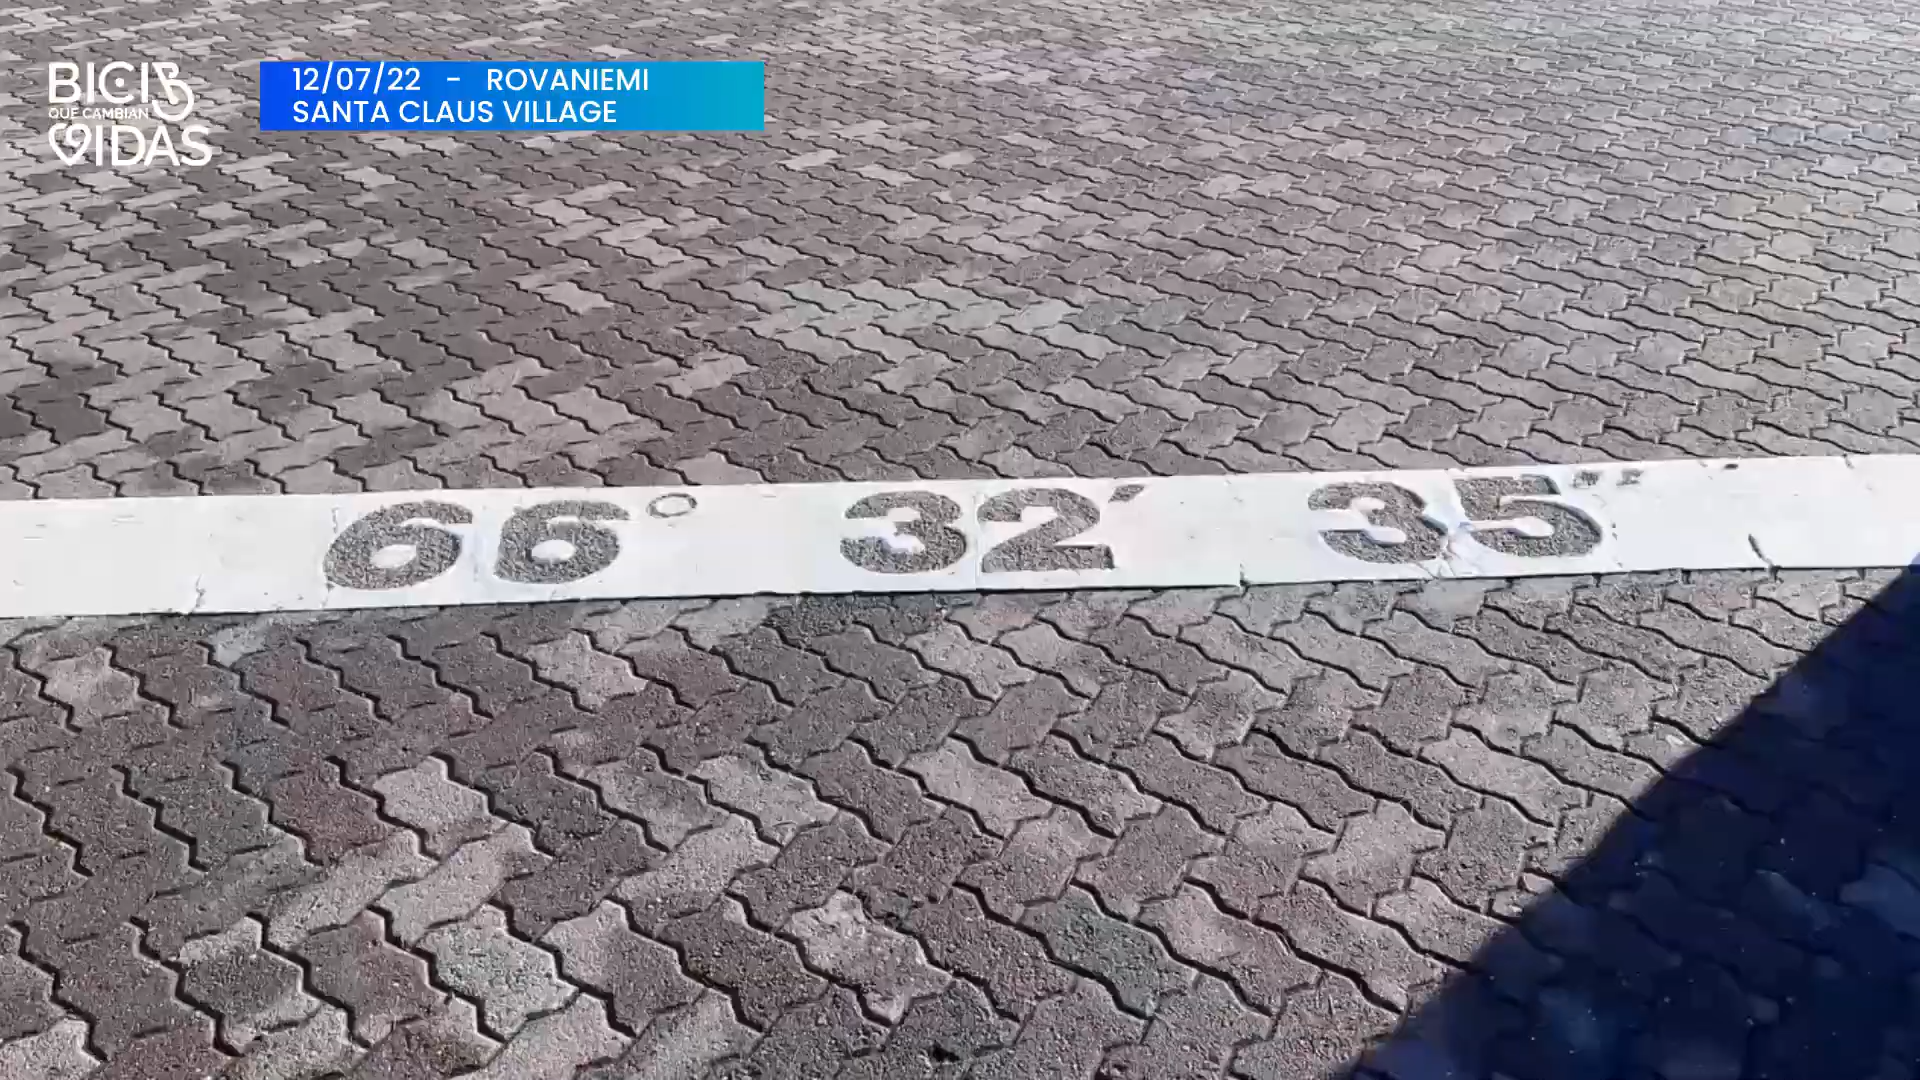 BICIS
QUE CAMBIAN
VIDAS
12/07/22 - ROVANIEMI
SANTA CLAUS VILLAGE
66° 32′ 35″